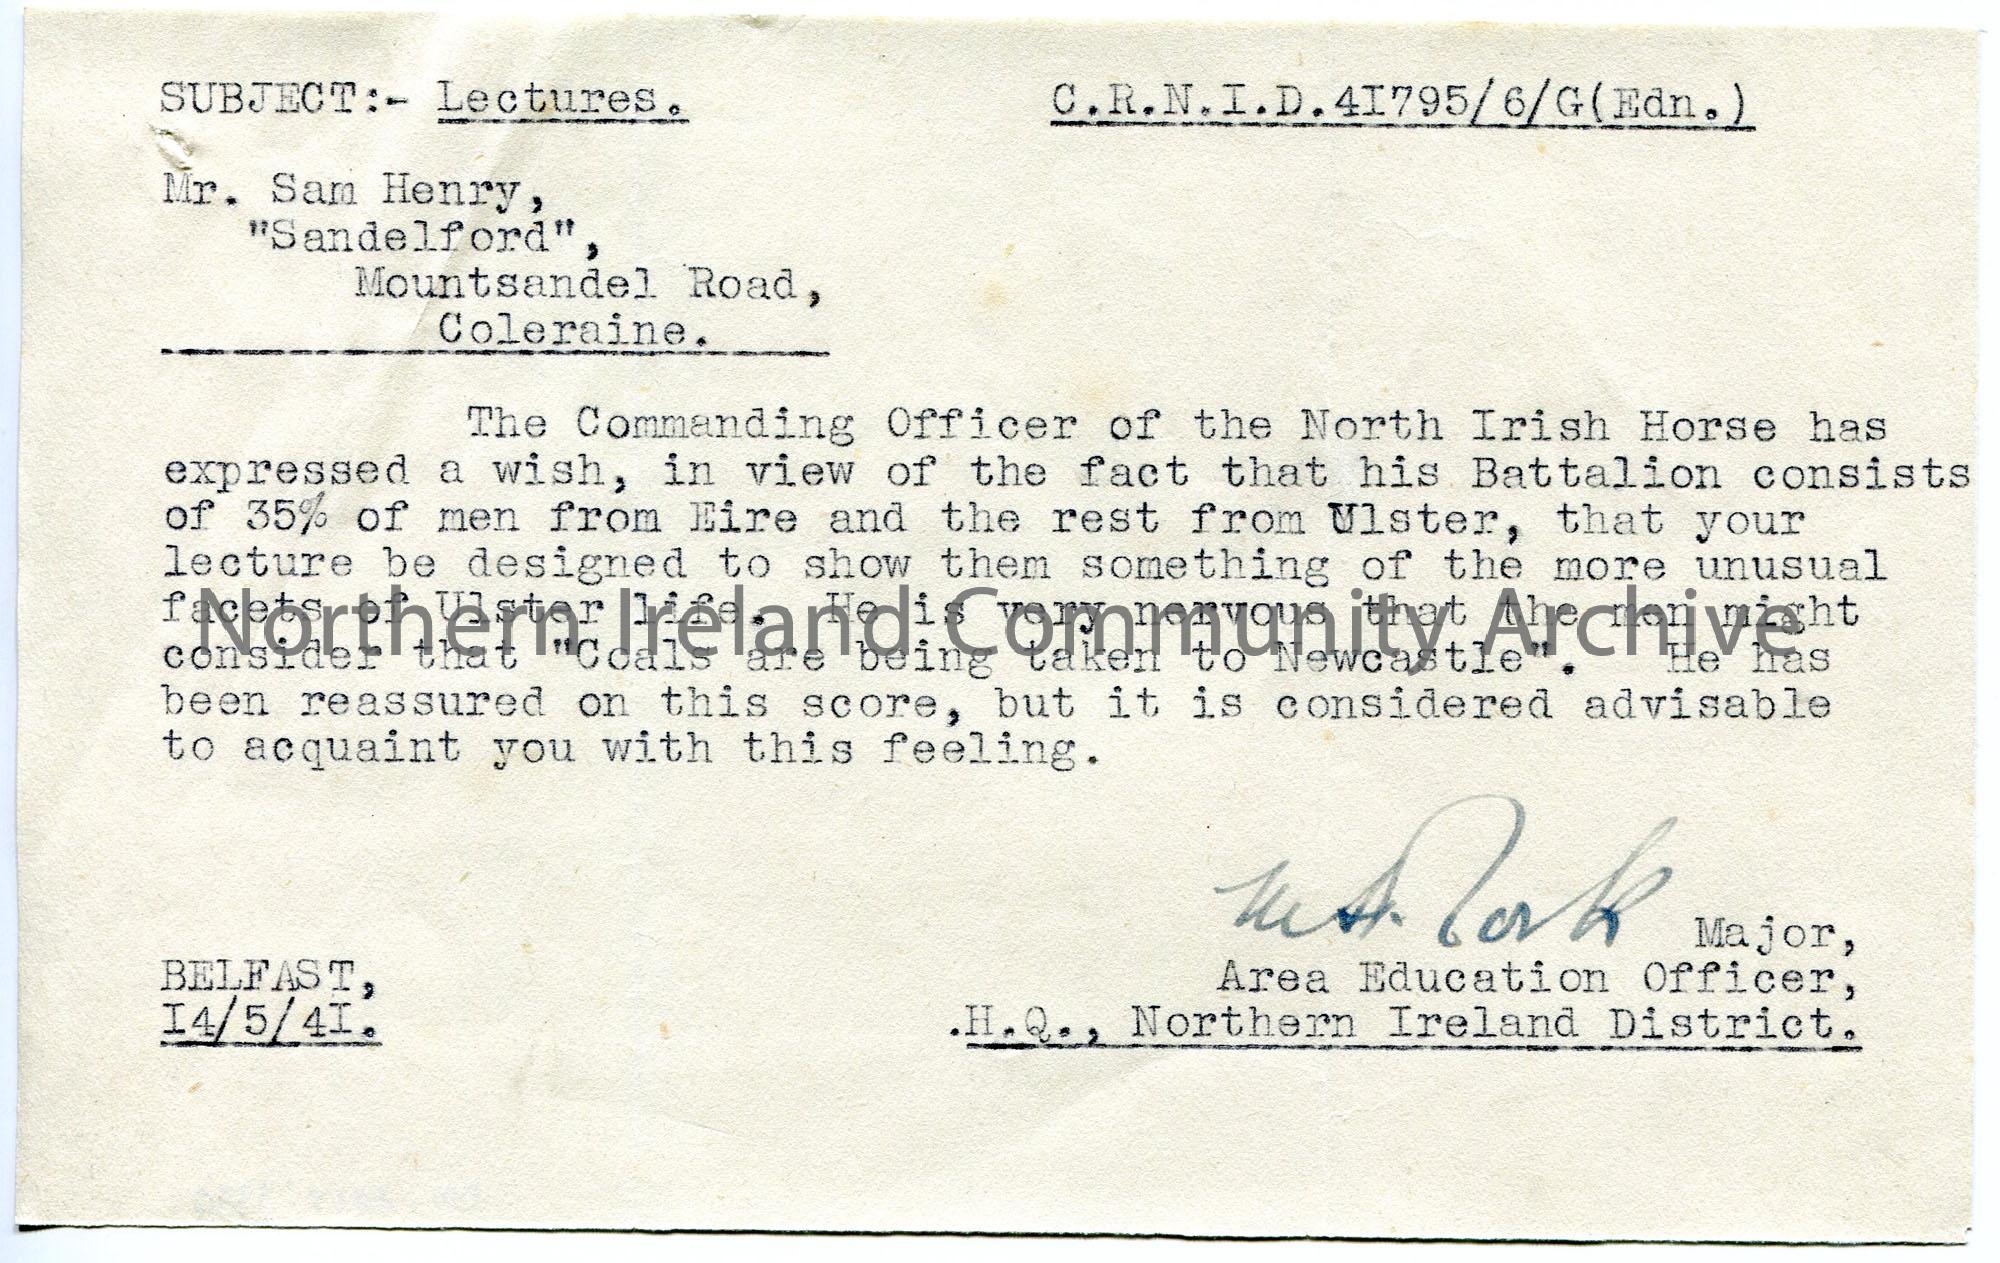 SUBJECT:- Lectures.
C.R.N.I.D.4I795/6/G(Edn.)
Mr. Sam Henry,
"Sandelford",
Mountsandel Road,
Coleraine.
The Commanding Officer of the North Irish Horse has
expressed a wish, in view of the fact that his Battalion consists
of 35% of men from Eire and the rest from Ulster, that your
lecture be designed to show them something of the more unusual
facets of Ulster life. He is very nervous that the men might
Northern Ireland Community Archive
consider that "Coals are being taken to Newcastle". He has
been reassured on this score, but it is considered advisable
to acquaint you with this feeling.
Major,
Area Education Officer,
.H.Q., Northern Ireland District.
BELFAST,
I4/5/4I.